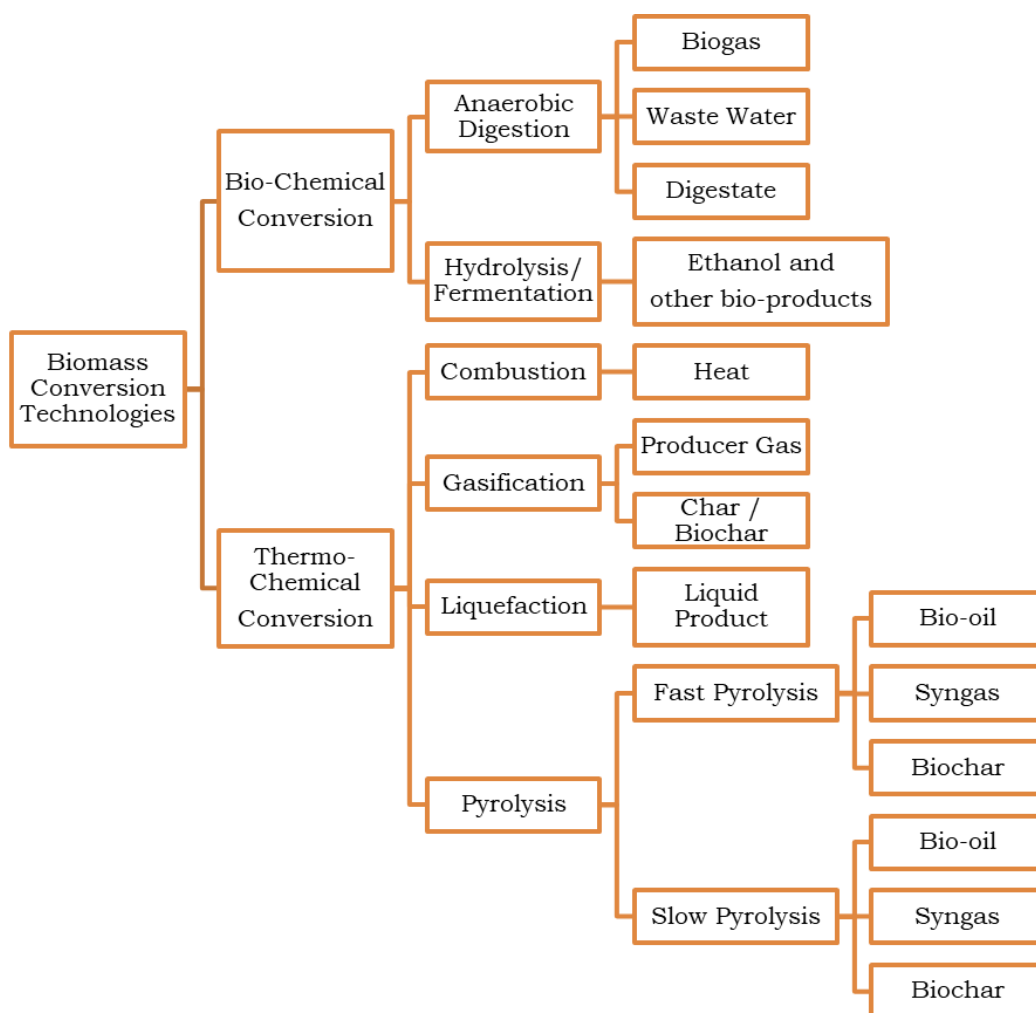 Biomass
Conversion
Technologies
Bio-Chemical
Conversion
Anaerobic
Digestion
Biogas
Waste Water
Digestate
Hydrolysis/
Fermentation
Ethanol and
other bio-products
Thermo-
Chemical
Conversion
Combustion
Heat
Gasification
Producer Gas
Char /
Biochar
Liquefaction
Liquid
Product
Pyrolysis
Fast Pyrolysis
Bio-oil
Syngas
Biochar
Slow Pyrolysis
Bio-oil
Syngas
Biochar